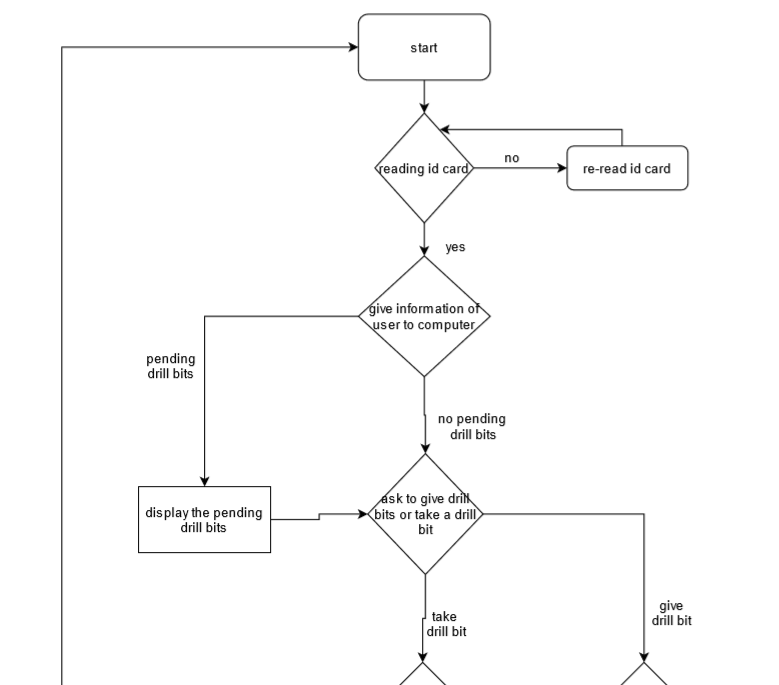 start
reading id card
no
re-read id card
yes
give information of
user to computer
pending
drill bits
no pending
drill bits
display the pending
drill bits
ask to give drill
bits or take a drill
bit
take
drill bit
give
drill bit